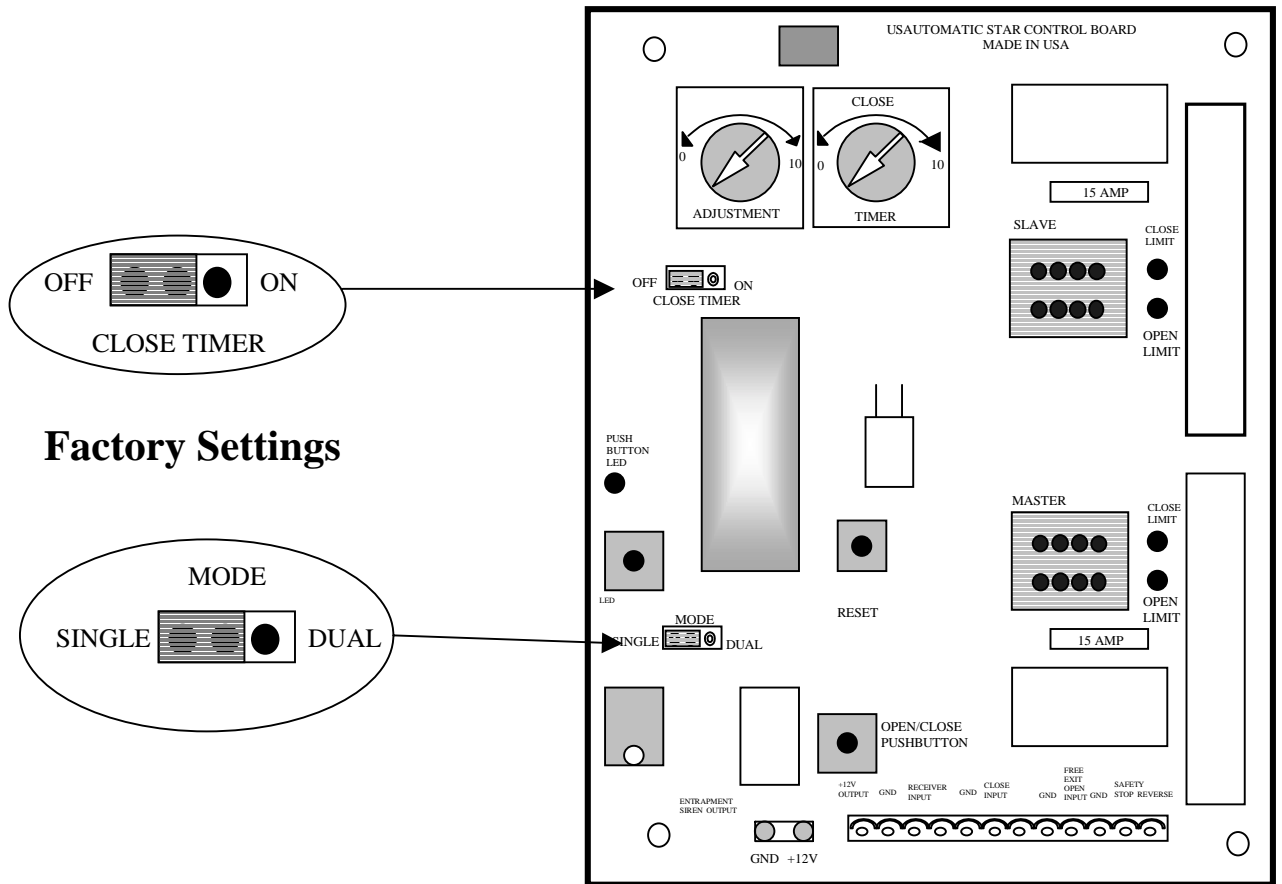 USAUTOMATIC STAR CONTROL BOARD
MADE IN USA
0
10
ADJUSTMENT
CLOSE
0
10
TIMER
15 AMP
SLAVE
CLOSE
LIMIT
OPEN
LIMIT
OFF ON
CLOSE TIMER
OFF ON
CLOSE TIMER
Factory Settings
PUSH
BUTTON
LED
LED
RESET
MASTER
CLOSE
LIMIT
OPEN
LIMIT
15 AMP
MODE
SINGLE DUAL
MODE
SINGLE DUAL
OPEN/CLOSE
PUSHBUTTON
ENTRAPMENT
SIREN OUTPUT
GND +12V
+12V
OUTPUT
GND
RECEIVER
INPUT
GND
CLOSE
INPUT
GND
FREE
EXIT
OPEN
INPUT
GND
SAFETY
STOP REVERSE